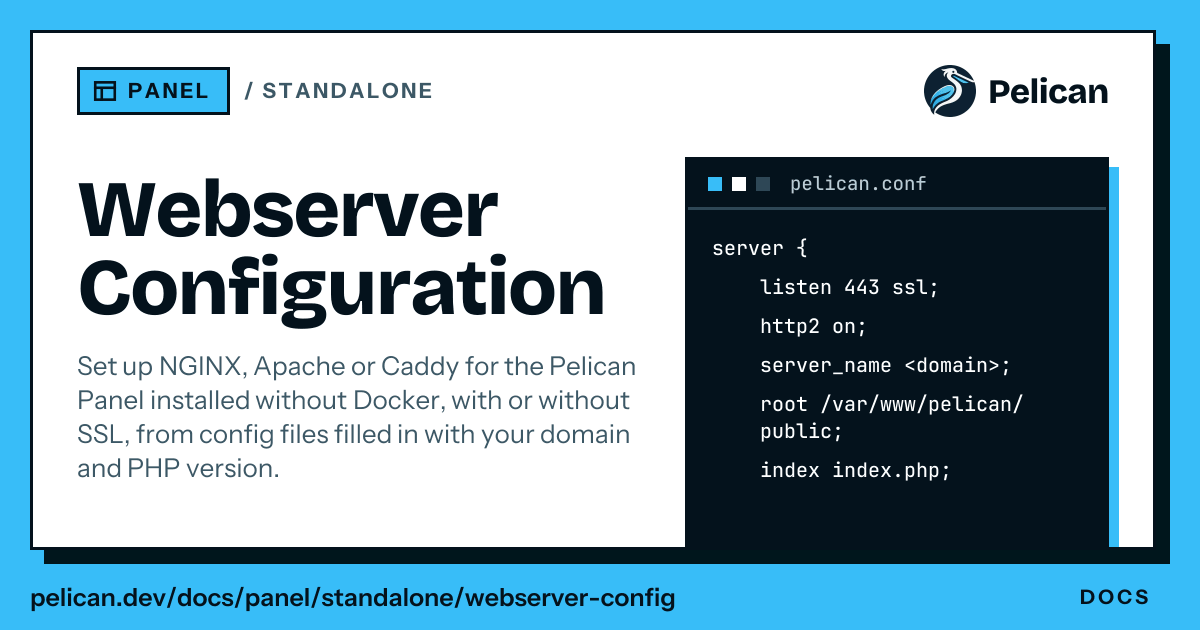 PANEL / STANDALONE
Pelican
Webserver
Configuration
Set up NGINX, Apache or Caddy for the Pelican
Panel installed without Docker, with or without
SSL, from config files filled in with your domain
and PHP version.
pelican.conf
server {
listen 443 ssl;
http2 on;
server_name <domain>;
root /var/www/pelican/
public;
index index.php;
pelican.dev/docs/panel/standalone/webserver-config
DOCS